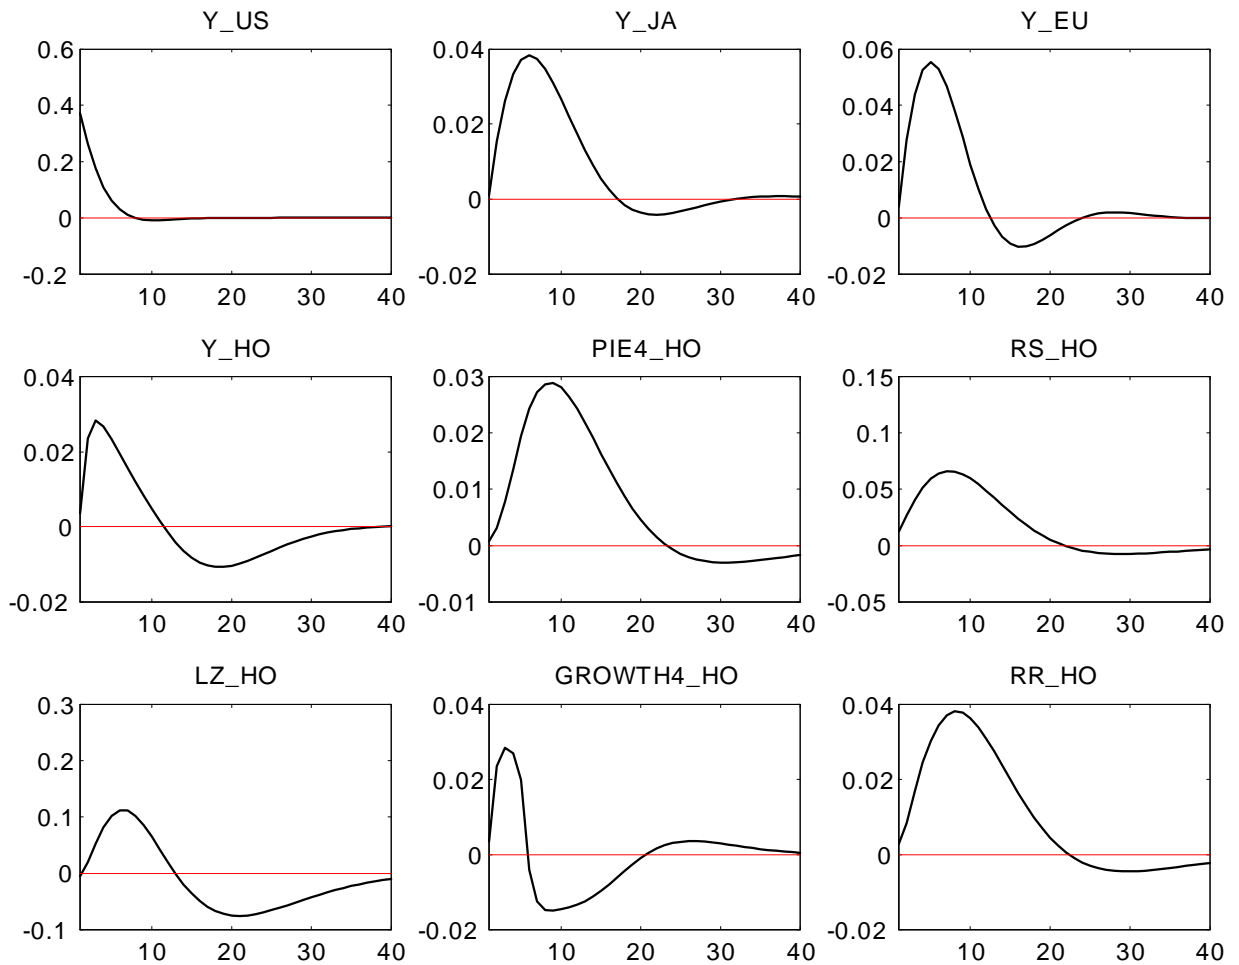 Y_US Y_JA Y_EU
0.6 0.04 0.06
0.4 0.04
0.02
0.2 0.02
0
0 0
-0.2 -0.02 -0.02
10 20 30 40 10 20 30 40 10 20 30 40
Y_HO PIE4_HO RS_HO
0.04 0.03 0.15
0.02 0.1
0.02
0.01 0.05
0
0 0
-0.02 -0.01 -0.05
10 20 30 40 10 20 30 40 10 20 30 40
LZ_HO GROWTH4_HO RR_HO
0.3 0.04 0.04
0.2
0.02 0.02
0.1
0 0
0
-0.1 -0.02 -0.02
10 20 30 40 10 20 30 40 10 20 30 40